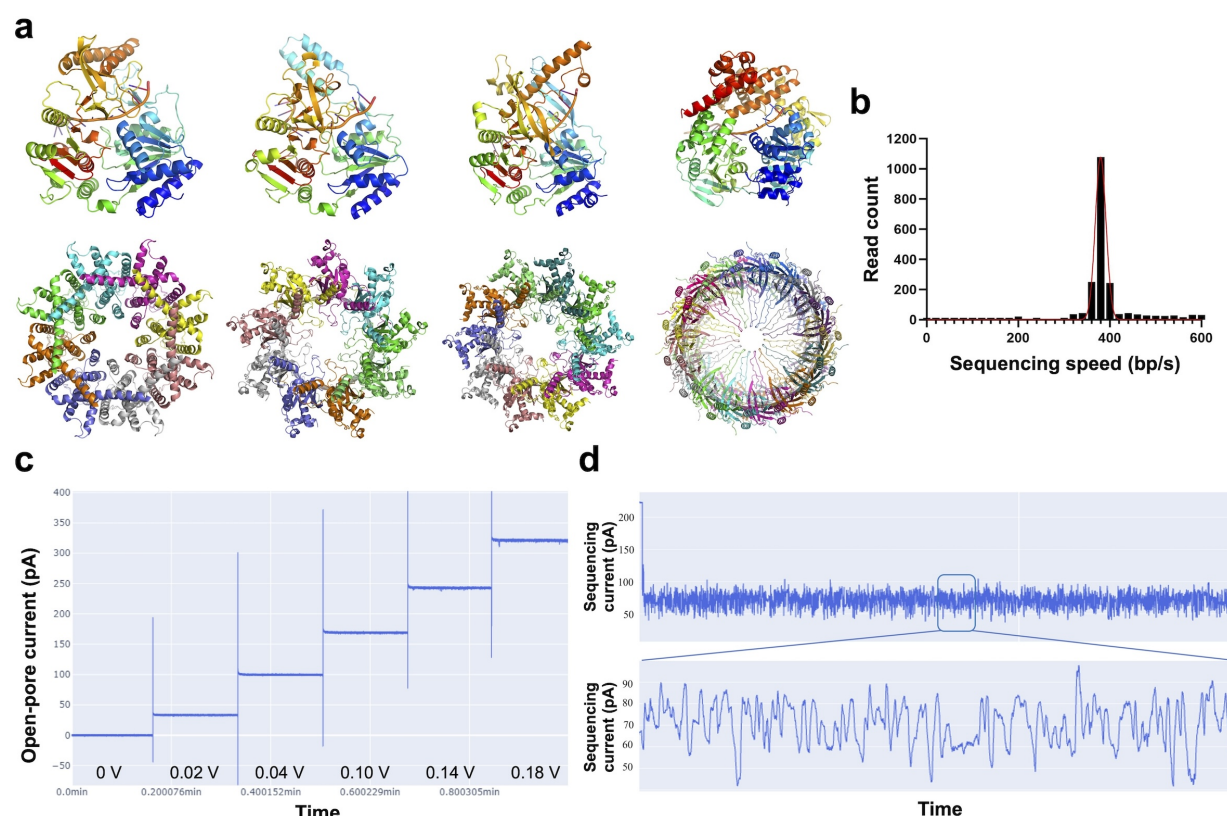 a
b
1200
1000
800
600
400
200
0
Read count
0 200 400 600
Sequencing speed (bp/s)
c
400
350
300
250
200
150
100
50
0
−50
Open-pore current (pA)
0 V 0.02 V 0.04 V 0.10 V 0.14 V 0.18 V
0.0min 0.200076min 0.400152min 0.600229min 0.800305min
Time
d
Sequencing
current (pA)
200
150
100
50
Sequencing
current (pA)
90
80
70
60
50
Time